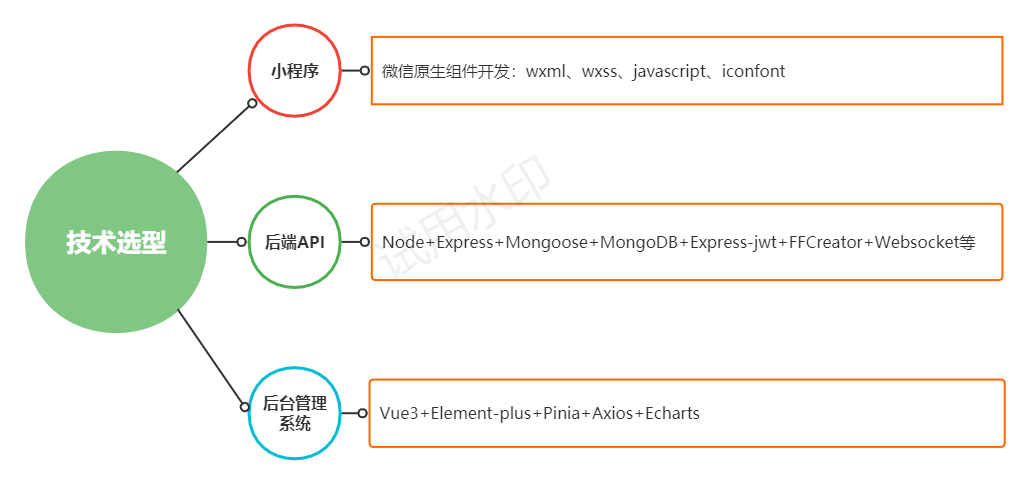 技术选型
小程序
微信原生组件开发：wxml、wxss、javascript、iconfont
试用水印
后端API
Node+Express+Mongoose+MongoDB+Express-jwt+FFCreator+Websocket等
后台管理
系统
Vue3+Element-plus+Pinia+Axios+Echarts